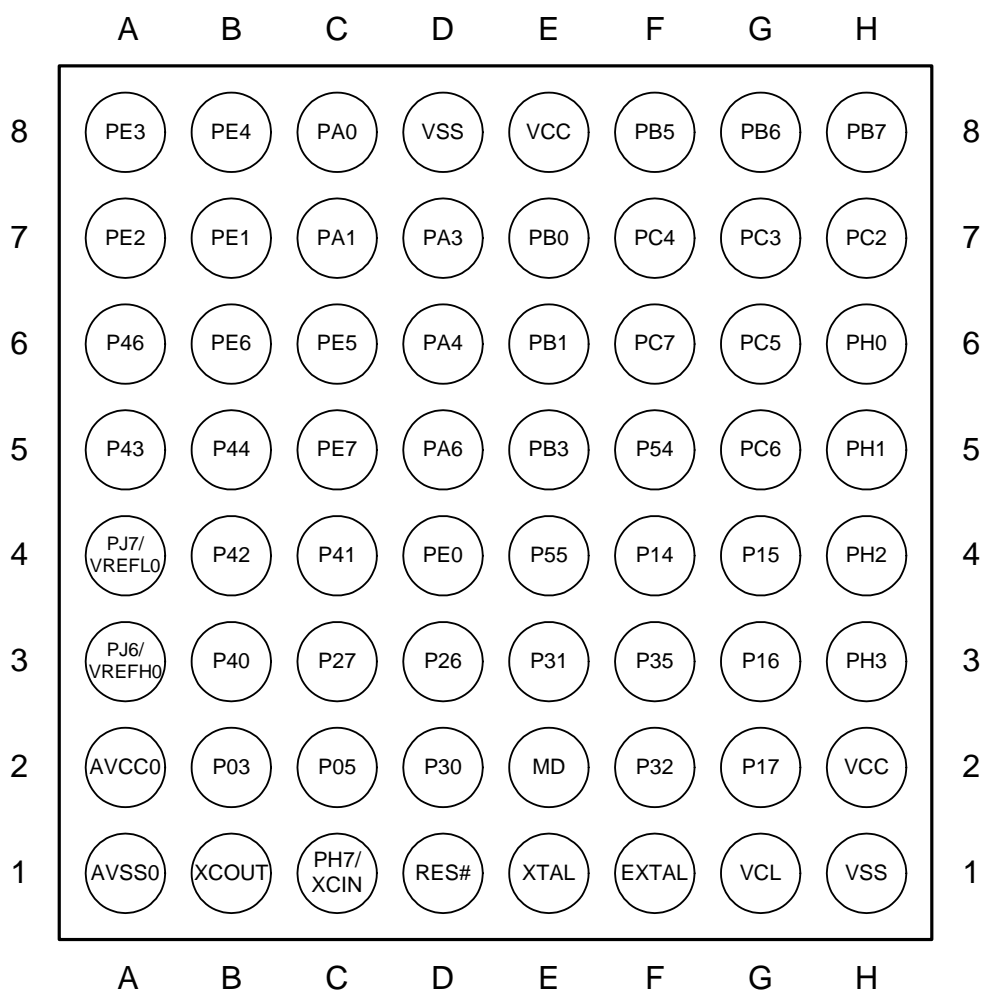 A B C D E F G H
8 PE3 PE4 PA0 VSS VCC PB5 PB6 PB7 8
7 PE2 PE1 PA1 PA3 PB0 PC4 PC3 PC2 7
6 P46 PE6 PE5 PA4 PB1 PC7 PC5 PH0 6
5 P43 P44 PE7 PA6 PB3 P54 PC6 PH1 5
4 PJ7/
VREFL0 P42 P41 PE0 P55 P14 P15 PH2 4
3 PJ6/
VREFH0 P40 P27 P26 P31 P35 P16 PH3 3
2 AVCC0 P03 P05 P30 MD P32 P17 VCC 2
1 AVSS0 XCOUT PH7/
XCIN RES# XTAL EXTAL VCL VSS 1
A B C D E F G H